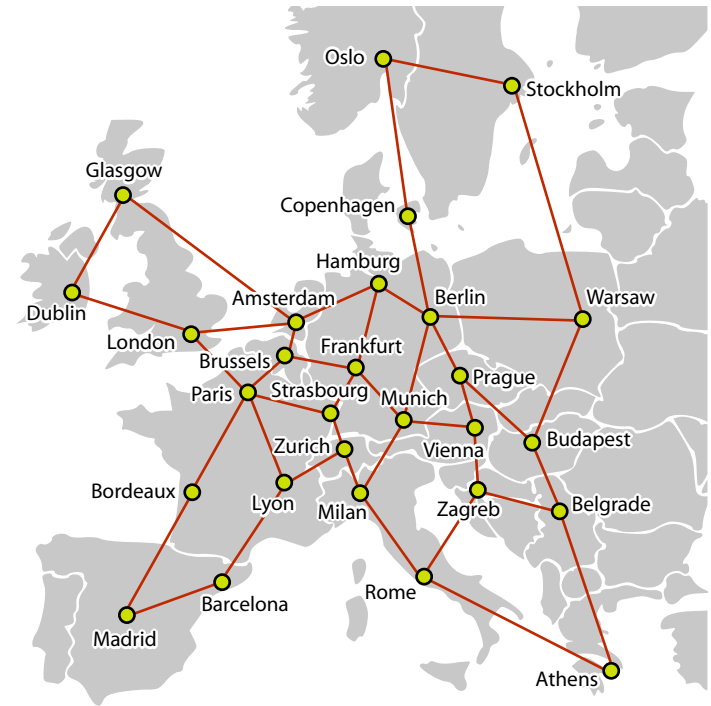 Oslo
Stockholm
Glasgow
Copenhagen
Hamburg
Dublin
Amsterdam
Berlin
Warsaw
London
Brussels
Frankfurt
Paris
Strasbourg
Munich
Prague
Zurich
Vienna
Budapest
Bordeaux
Lyon
Milan
Zagreb
Belgrade
Rome
Barcelona
Madrid
Athens